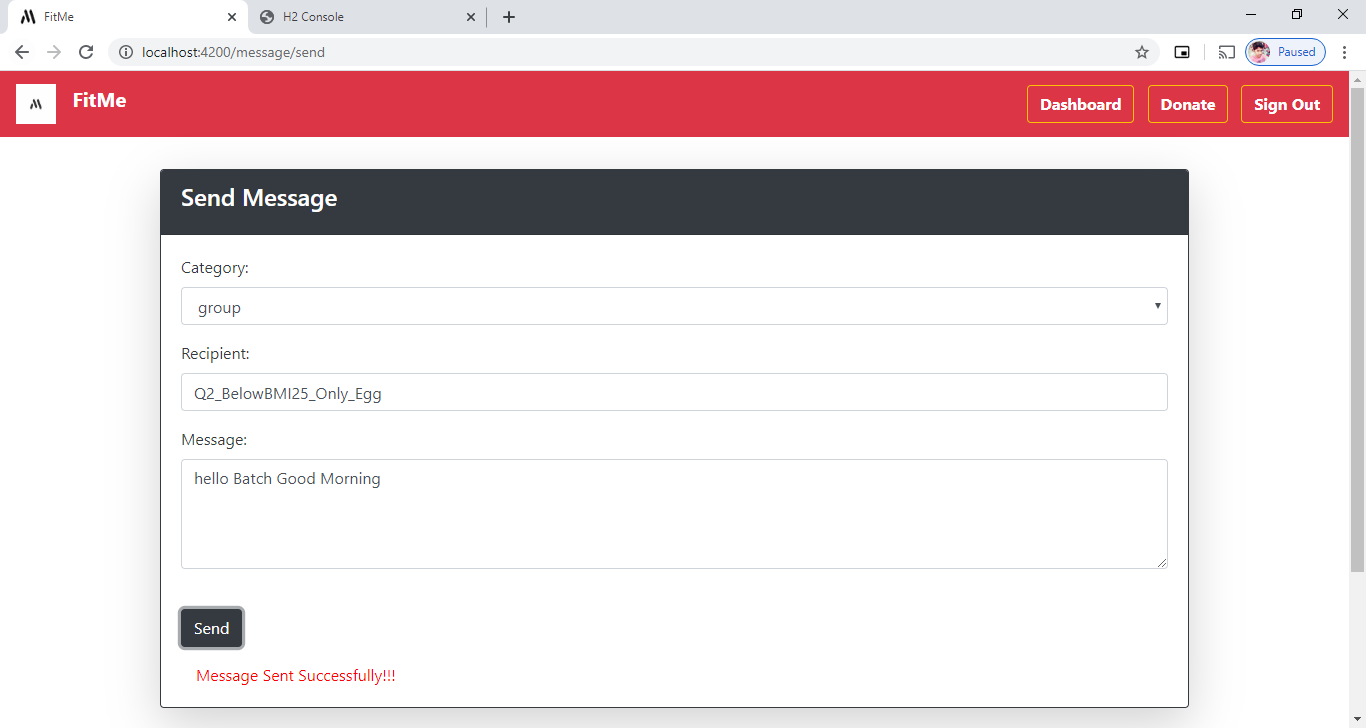 FitMe
H2 Console
localhost:4200/message/send
Paused
FitMe
Dashboard
Donate
Sign Out
Send Message
Category:
group
Recipient:
Q2_BelowBMI25_Only_Egg
Message:
hello Batch Good Morning
Send
Message Sent Successfully!!!